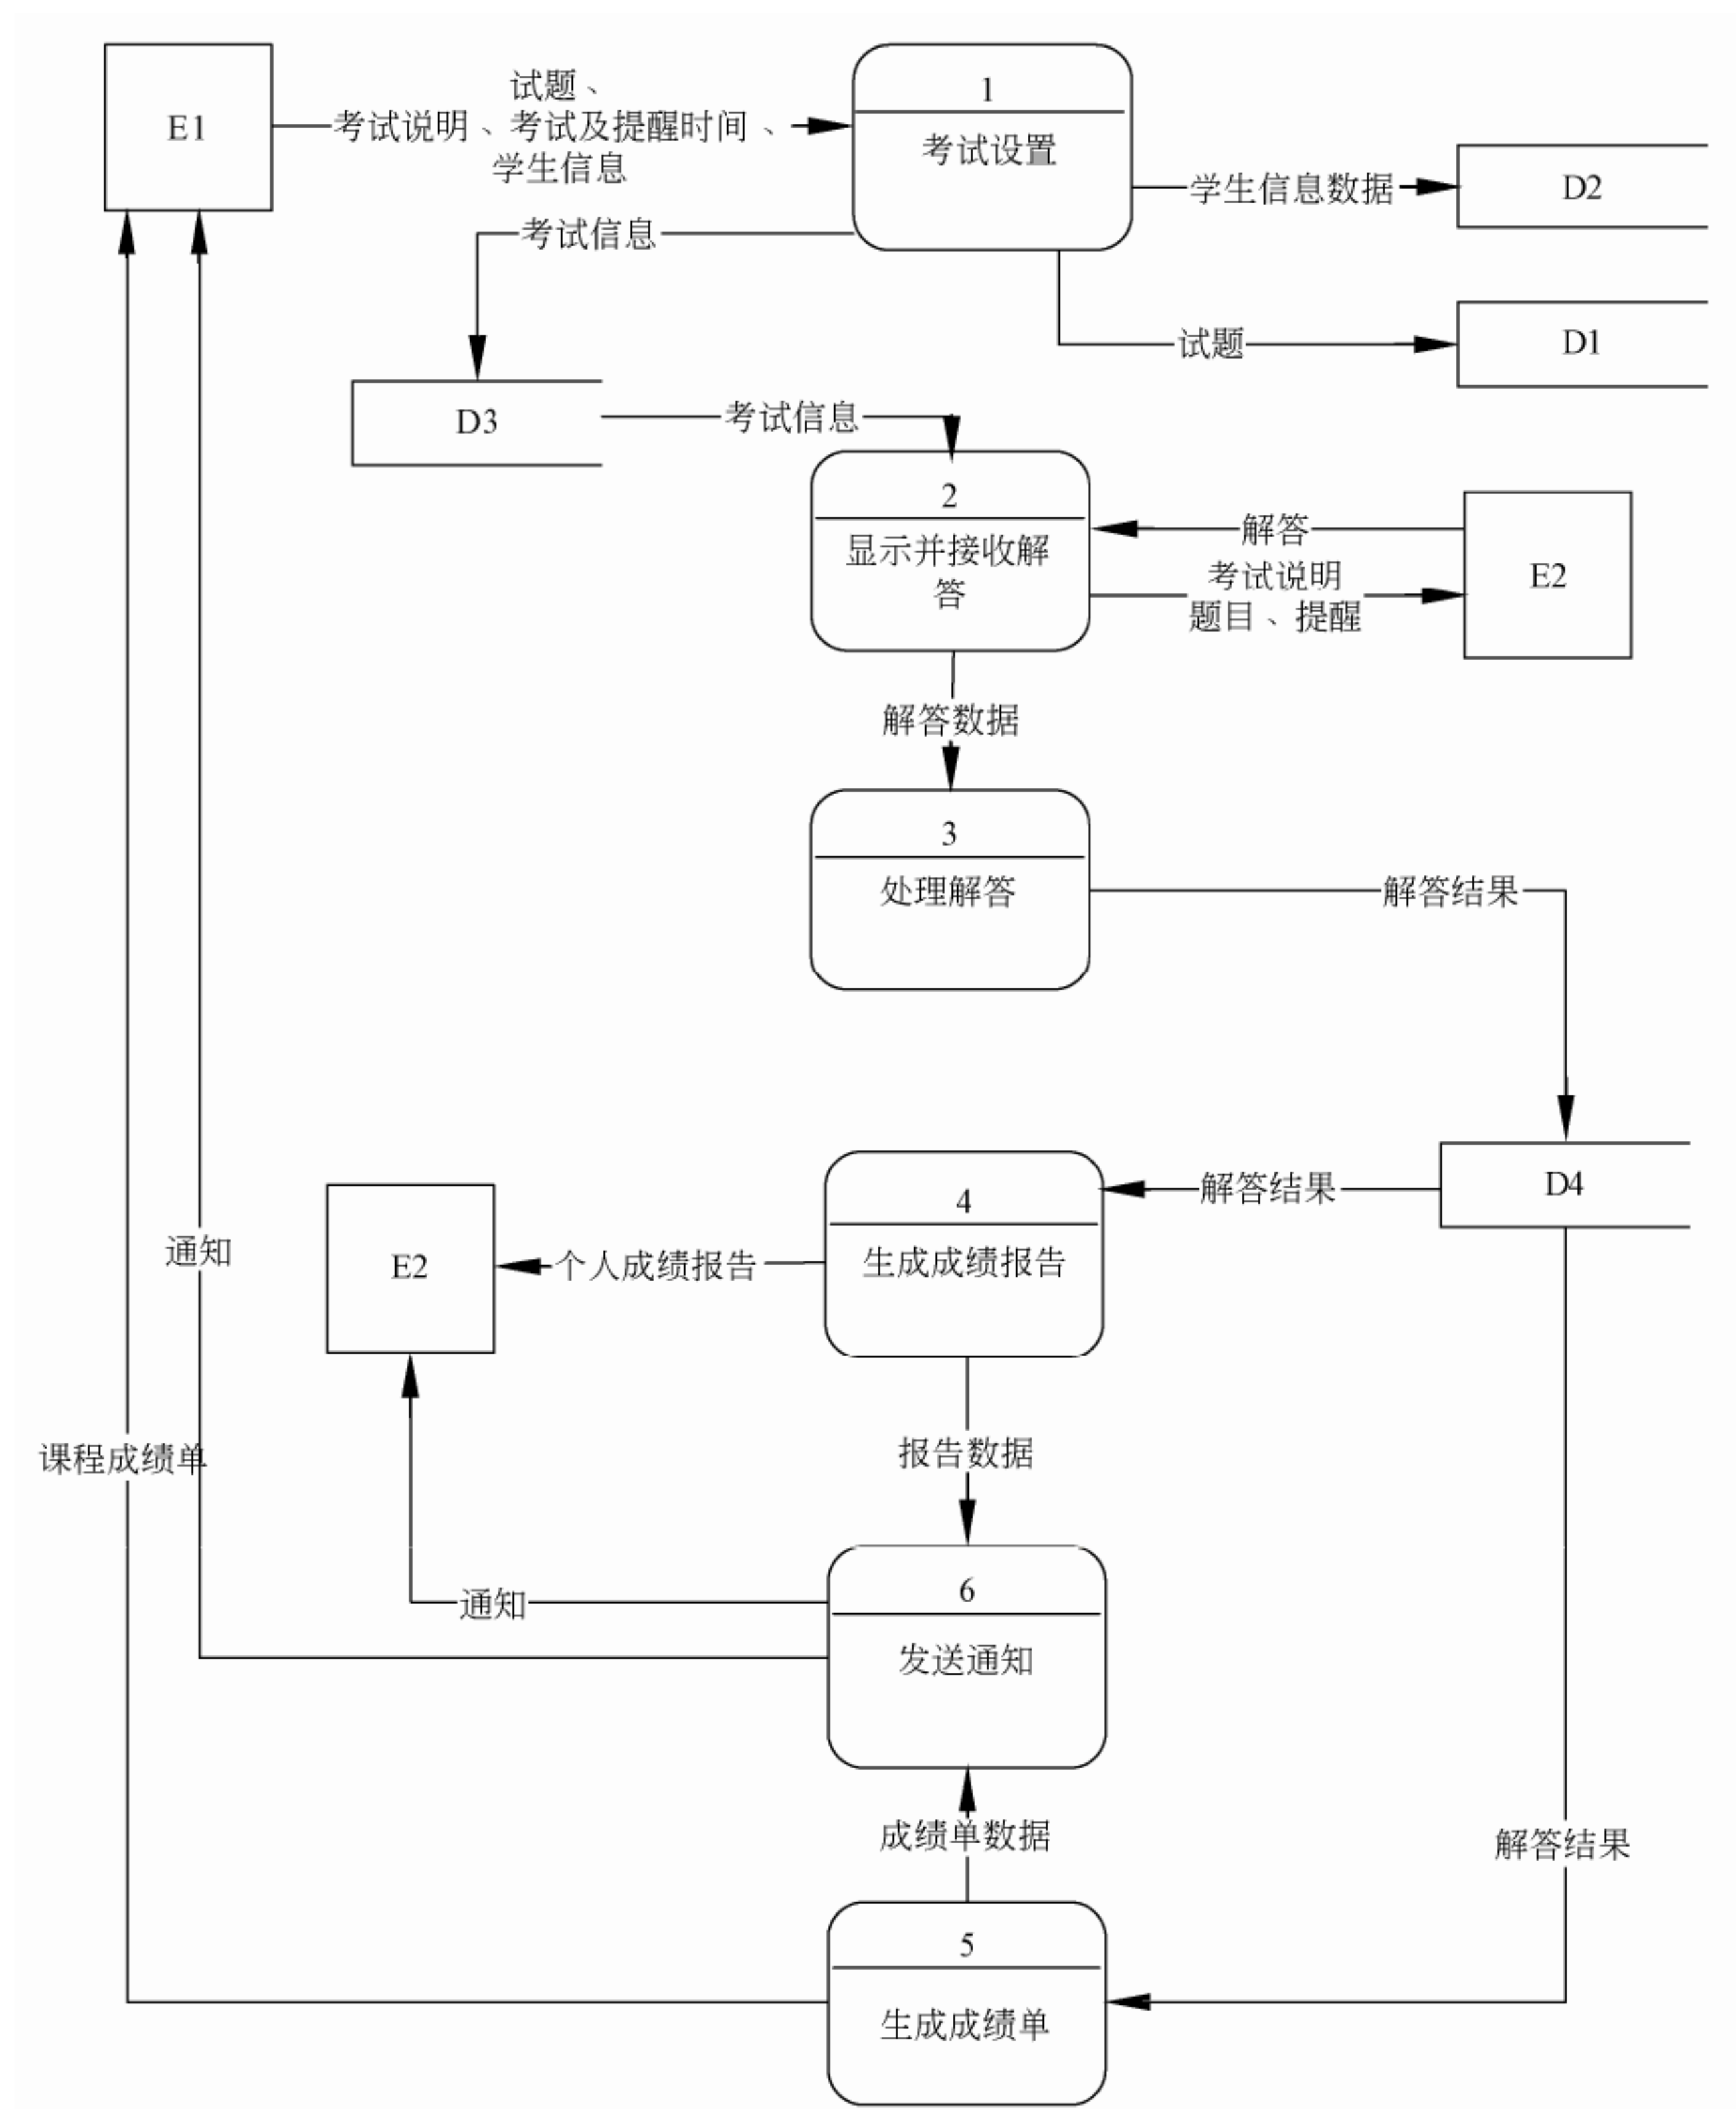 E1
试题、
考试说明、考试及提醒时间、
学生信息
1
考试设置
学生信息数据
D2
考试信息
试题
D1
D3
考试信息
2
显示并接收解
答
解答
考试说明
题目、提醒
E2
解答数据
3
处理解答
解答结果
D4
解答结果
4
生成成绩报告
个人成绩报告
E2
通知
报告数据
课程成绩单
6
发送通知
通知
成绩单数据
解答结果
5
生成成绩单